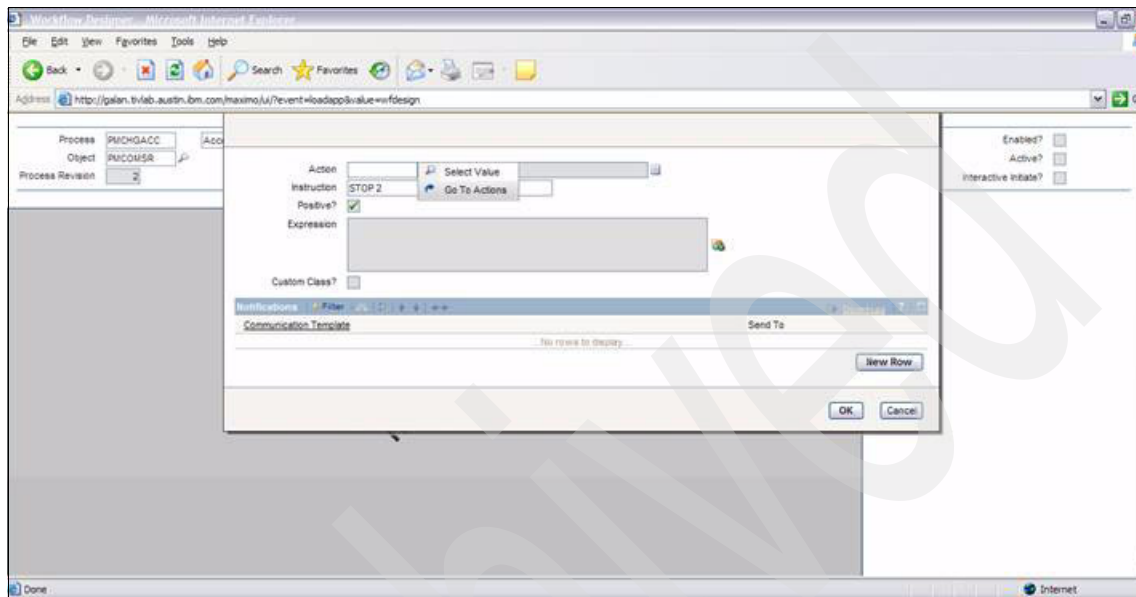 Workflow Designer - Microsoft Internet Explorer
File Edit View Favorites Tools Help
Back Search Favorites
Address http://galan.tivlab.austin.ibm.com/maximo/ui/?event=loadapp&value=wfdesign
Process PMCHGACC Acc
Object PMCOMSR
Process Revision 2
Enabled?
Active?
Interactive Initiate?
Action
Select Value
Go To Actions
Instruction STOP 2
Positive?
Expression
Custom Class?
Notifications Filter
Communication Template Send To
...No rows to display...
New Row
OK Cancel
Done Internet